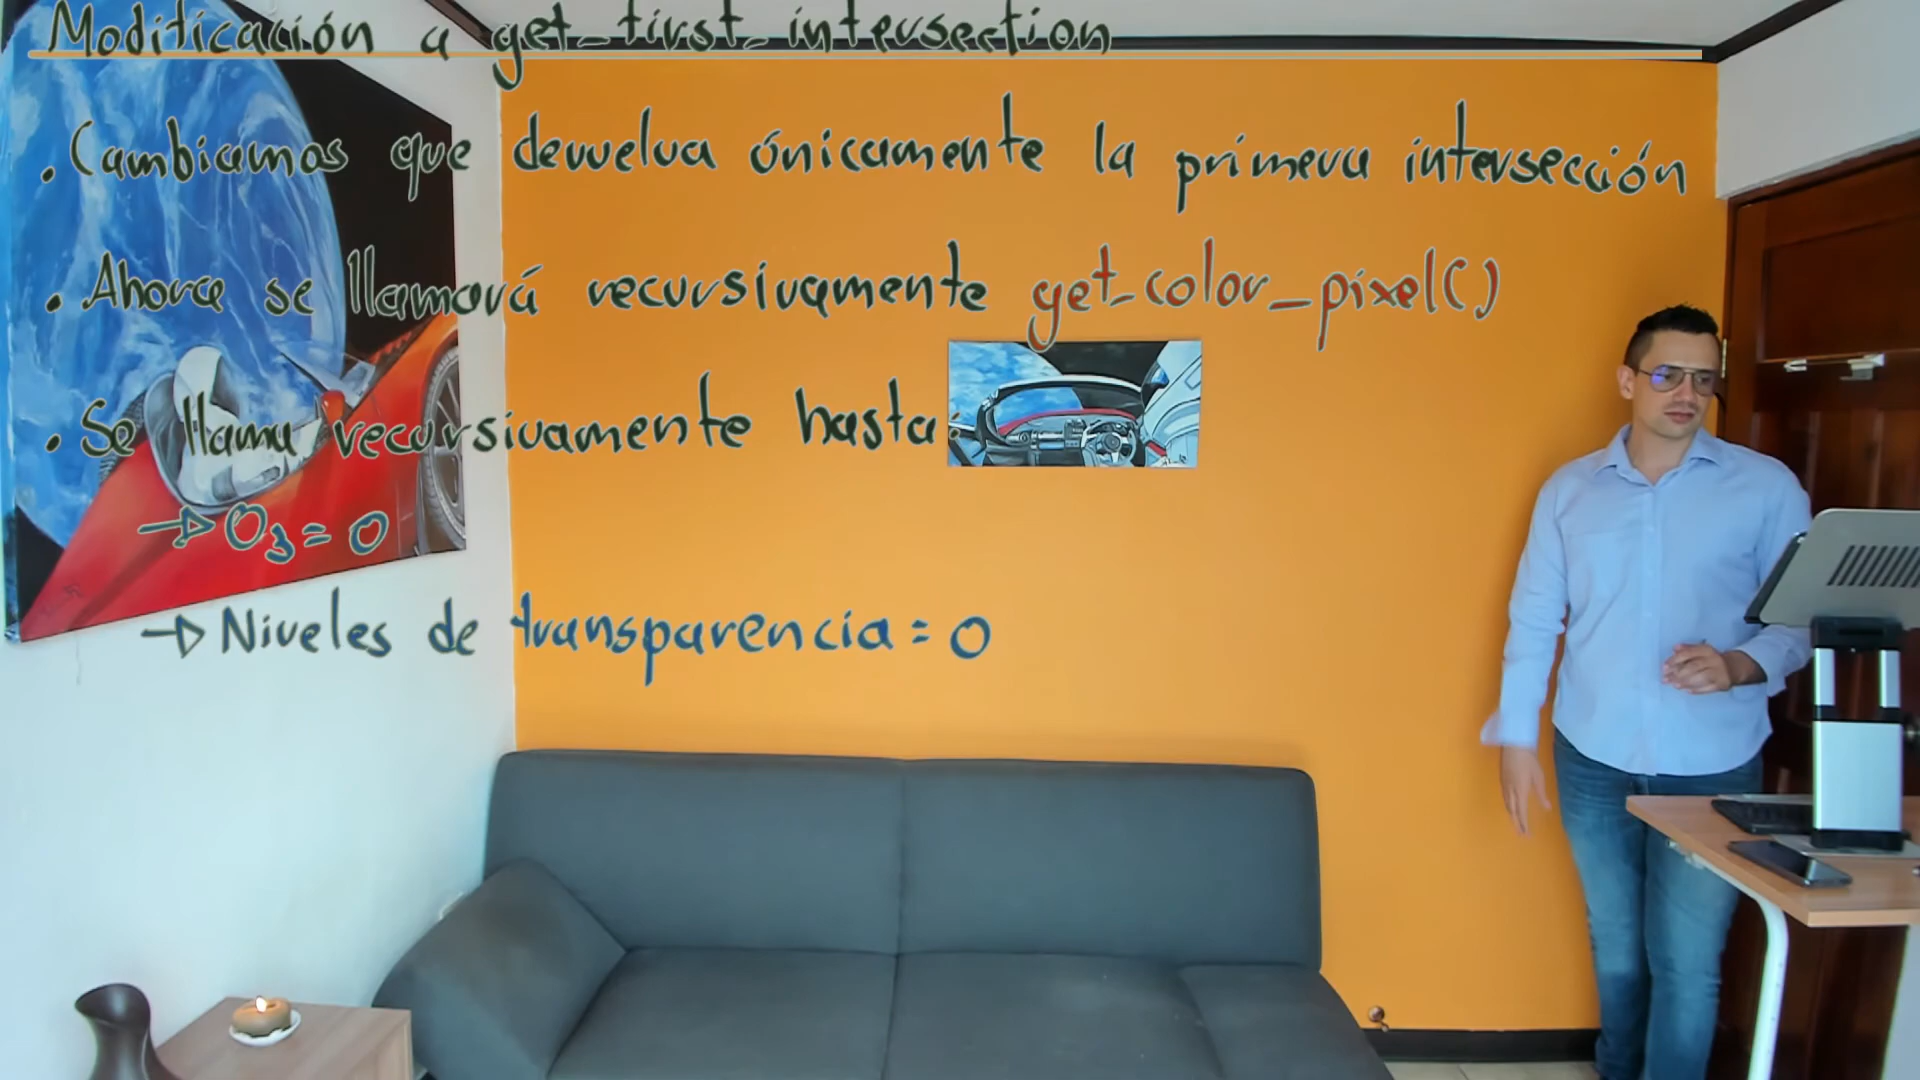 Modificación a get_first_intersection
. Cambiamos que devuelva únicamente la primera intersección
. Ahora se llamará recursivamente get_color_pixel()
. Se llama recursivamente hasta:
→ O3 = 0
→ Niveles de transparencia = 0